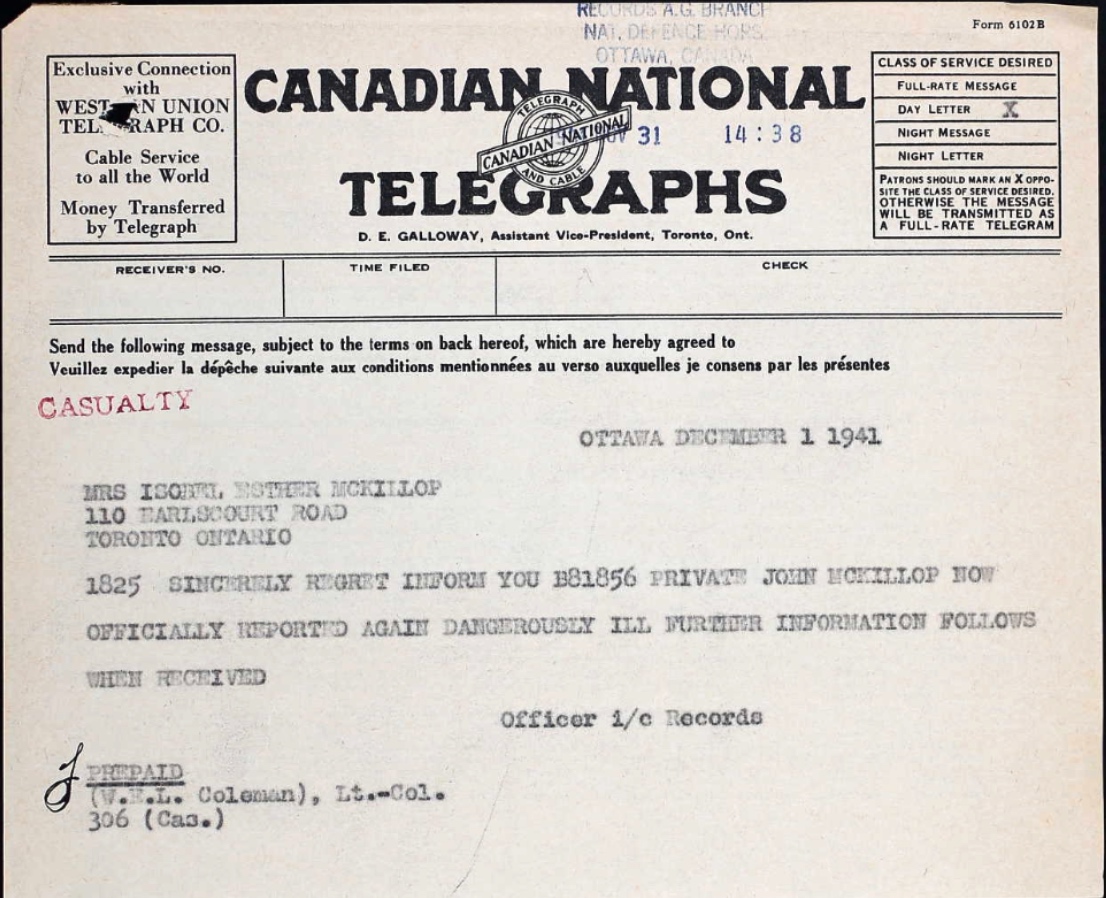 RECORDS A.G. BRANCH
NAT. DEFENCE HQRS.
OTTAWA, CANADA
Form 6102B
Exclusive Connection
with
WESTERN UNION
TELEGRAPH CO.
Cable Service
to all the World
Money Transferred
by Telegraph
CANADIAN NATIONAL
TELEGRAPH
CANADIAN NATIONAL
AND CABLE
31 14:38
TELEGRAPHS
D. E. GALLOWAY, Assistant Vice-President, Toronto, Ont.
CLASS OF SERVICE DESIRED
FULL-RATE MESSAGE
DAY LETTER X
NIGHT MESSAGE
NIGHT LETTER
PATRONS SHOULD MARK AN X OPPO-
SITE THE CLASS OF SERVICE DESIRED.
OTHERWISE THE MESSAGE
WILL BE TRANSMITTED AS
A FULL-RATE TELEGRAM
RECEIVER'S NO. TIME FILED CHECK
Send the following message, subject to the terms on back hereof, which are hereby agreed to
Veuillez expedier la dépêche suivante aux conditions mentionnées au verso auxquelles je consens par les présentes
CASUALTY
OTTAWA DECEMBER 1 1941
MRS ISOBEL ESTHER MCKILLOP
110 EARLSCOURT ROAD
TORONTO ONTARIO
1825 SINCERELY REGRET INFORM YOU B81856 PRIVATE JOHN MCKILLOP NOW
OFFICIALLY REPORTED AGAIN DANGEROUSLY ILL FURTHER INFORMATION FOLLOWS
WHEN RECEIVED
Officer i/c Records
PREPAID
(W.E.L. Coleman), Lt.-Col.
306 (Cas.)